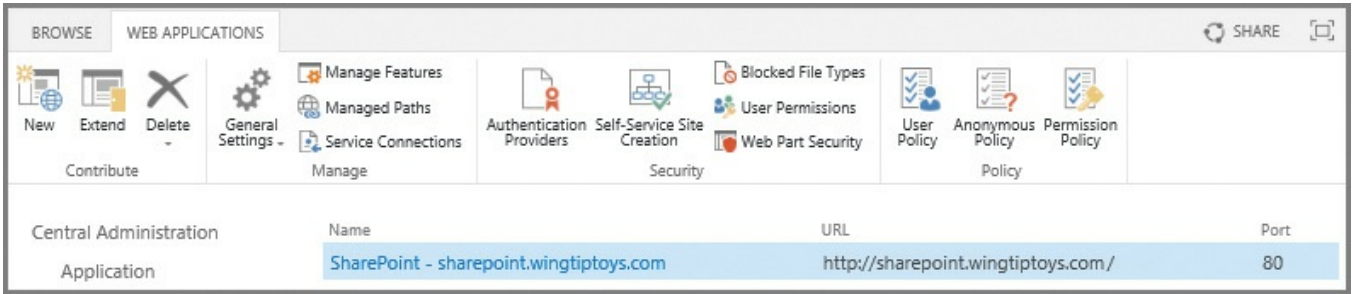 BROWSE WEB APPLICATIONS SHARE
Manage Features
Managed Paths
Service Connections
Blocked File Types
User Permissions
Web Part Security
New Extend Delete General Settings Authentication Providers Self-Service Site Creation User Policy Anonymous Policy Permission Policy
Contribute Manage Security Policy
Central Administration Name URL Port
Application SharePoint - sharepoint.wingtiptoys.com http://sharepoint.wingtiptoys.com/ 80